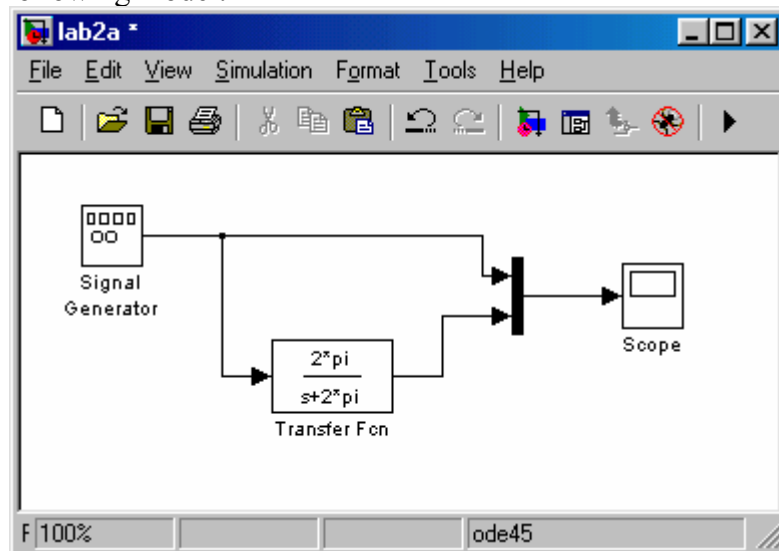 lab2a *
File Edit View Simulation Format Tools Help
Signal
Generator
2*pi
s+2*pi
Transfer Fcn
Scope
F 100% ode45